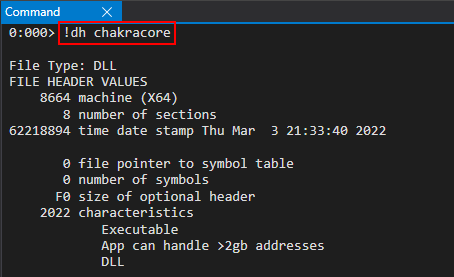 Command X
0:000> !dh chakracore
File Type: DLL
FILE HEADER VALUES
8664 machine (X64)
8 number of sections
62218894 time date stamp Thu Mar  3 21:33:40 2022
0 file pointer to symbol table
0 number of symbols
F0 size of optional header
2022 characteristics
Executable
App can handle >2gb addresses
DLL